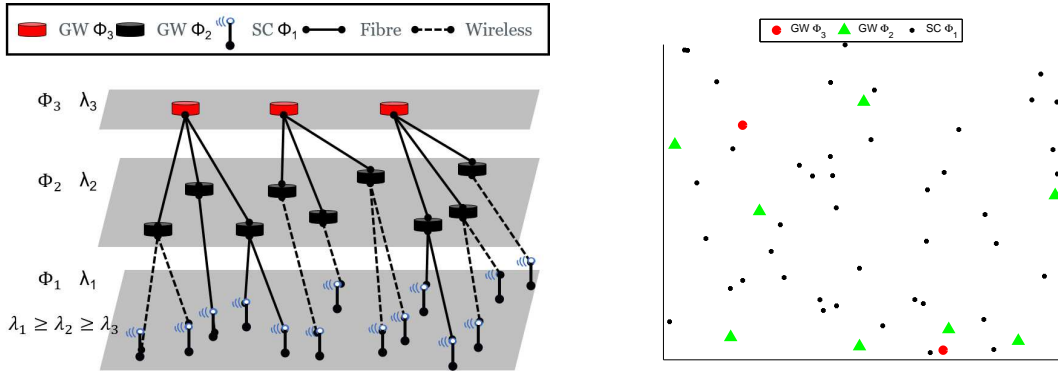 GW Φ3 GW Φ2 SC Φ1 Fibre Wireless
Φ3 λ3
Φ2 λ2
Φ1 λ1
λ1 ≥ λ2 ≥ λ3
GW Φ3 GW Φ2 SC Φ1